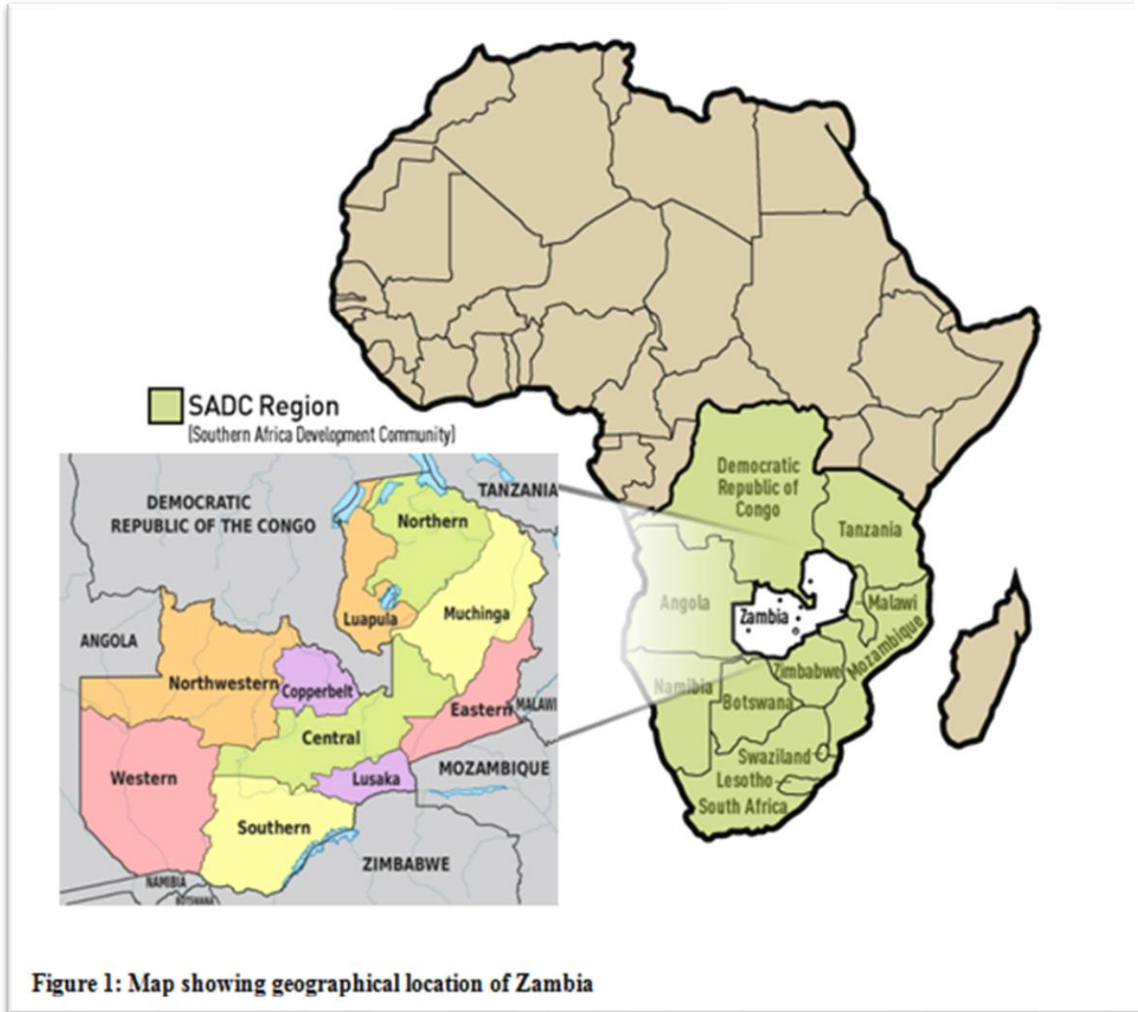 SADC Region
(Southern Africa Development Community)
DEMOCRATIC
REPUBLIC OF THE CONGO
TANZANIA
Northern
Luapula
Muchinga
ANGOLA
Northwestern
Copperbelt
Eastern
MALAWI
Central
Western
Lusaka
MOZAMBIQUE
Southern
ZIMBABWE
NAMIBIA
BOTSWANA
Democratic
Republic of
Congo
Tanzania
Angola
Zambia
Malawi
Mozambique
Zimbabwe
Namibia
Botswana
Swaziland
Lesotho
South Africa
Figure 1: Map showing geographical location of Zambia